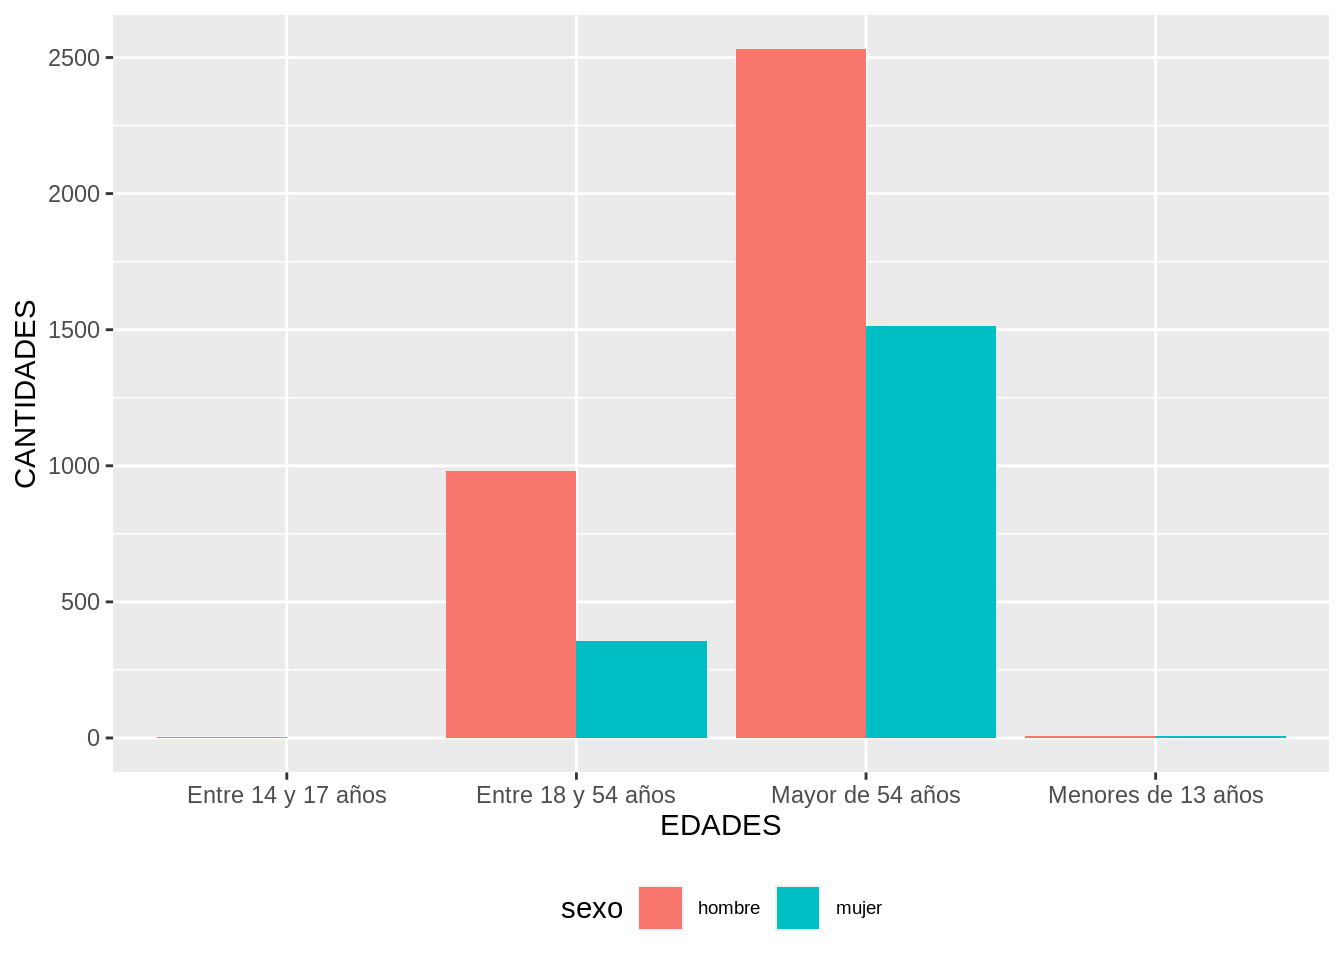 2500
2000
1500
1000
500
0
CANTIDADES
Entre 14 y 17 años Entre 18 y 54 años Mayor de 54 años Menores de 13 años
EDADES
sexo hombre mujer